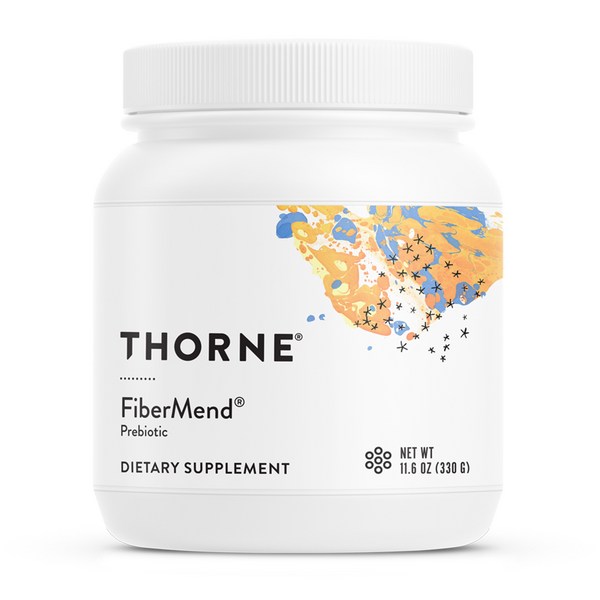 THORNE®
FiberMend®
Prebiotic
DIETARY SUPPLEMENT
NET WT
11.6 OZ (330 G)